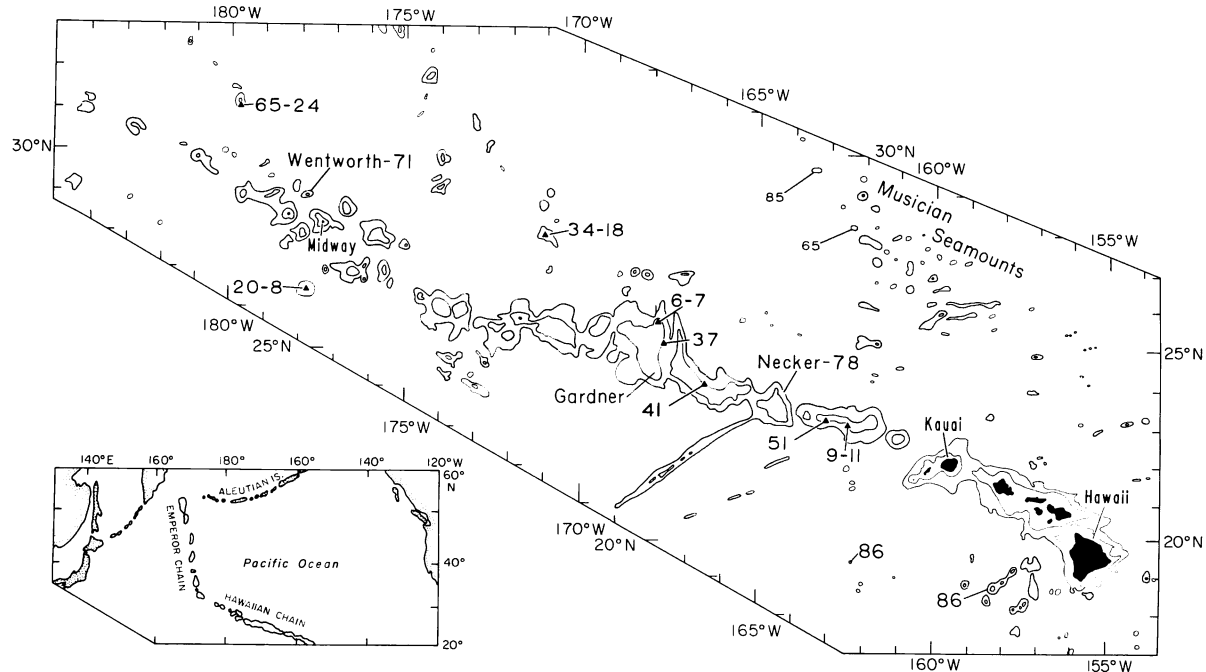 180°W
175°W
170°W
165°W
30°N
160°W
155°W
65-24
30°N
Wentworth-71
85
Musician
Seamounts
65
34-18
Midway
20-8
6-7
37
180°W
25°N
Necker-78
25°N
Gardner
41
175°W
51
9-11
Kauai
Hawaii
170°W
20°N
86
20°N
86
165°W
160°W
155°W
140°E
180°
160°
140°
120°W
60°
N
ALEUTIAN IS.
EMPEROR CHAIN
Pacific Ocean
40°
HAWAIIAN CHAIN
20°